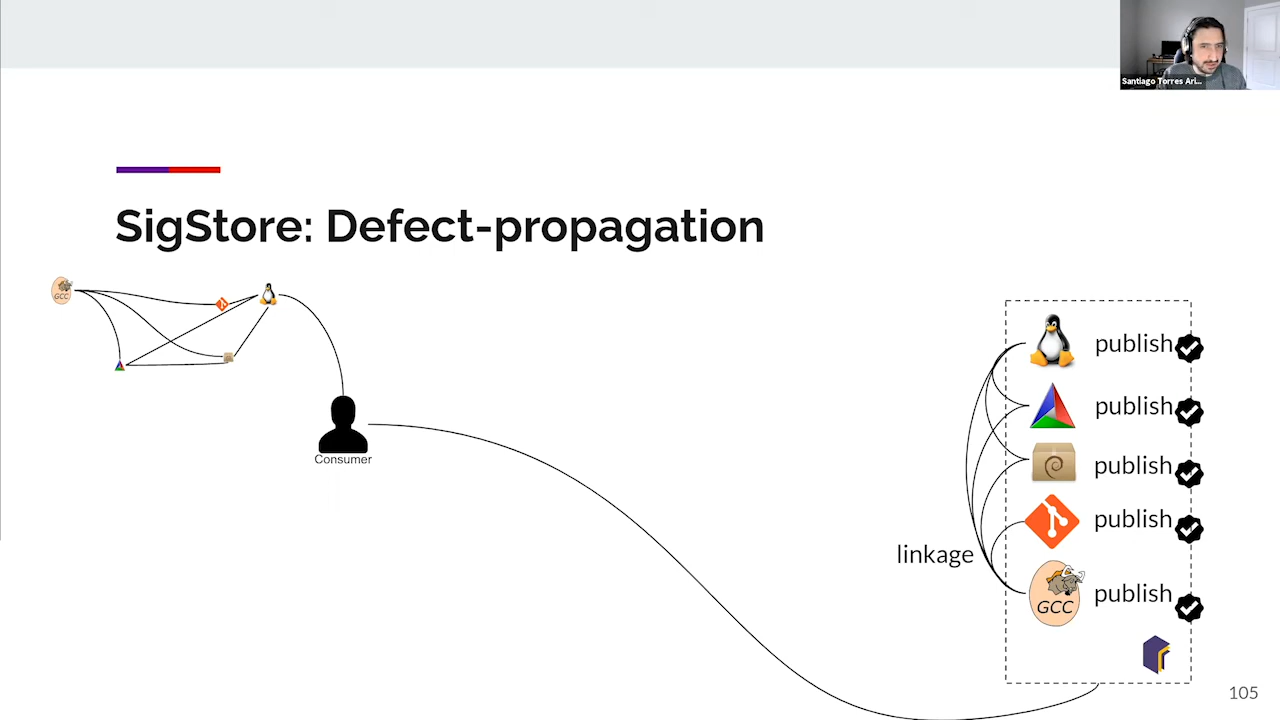 Santiago Torres Ari...
SigStore: Defect-propagation
GCC
Consumer
publish
publish
publish
publish
linkage
publish
GCC
105